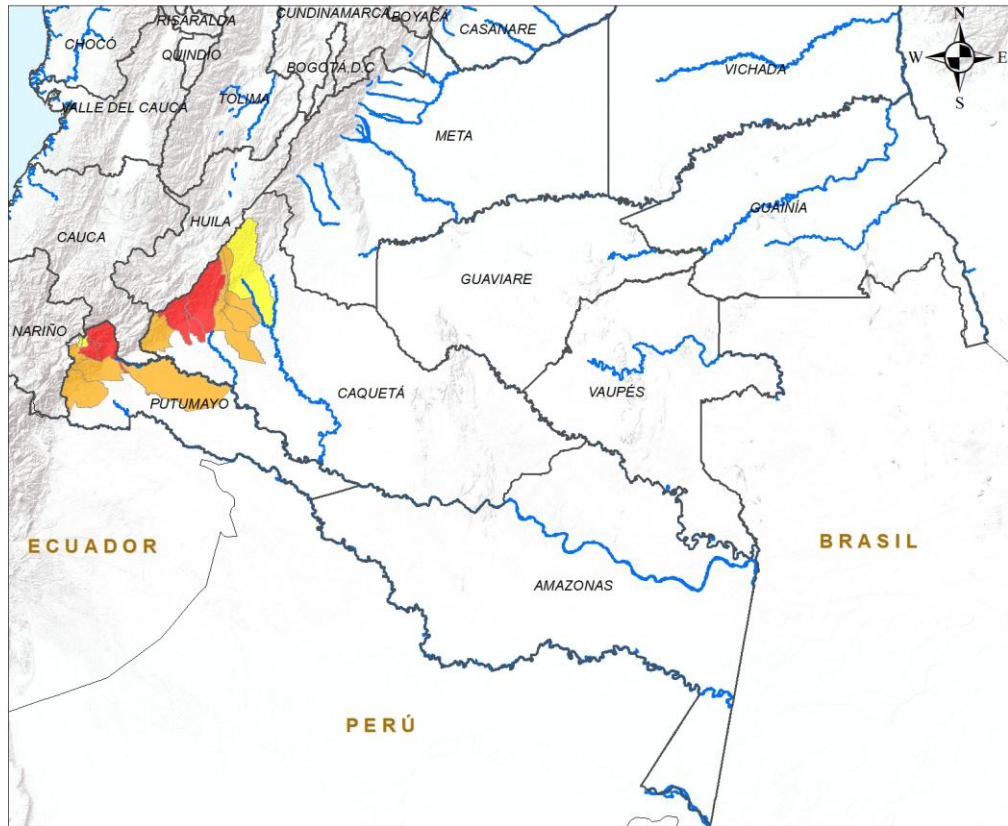 CUNDINAMARCA
BOYACÁ
RISARALDA
CASANARE
N
CHOCÓ
QUINDÍO
BOGOTÁ D.C
W
E
VICHADA
TOLIMA
VALLE DEL CAUCA
S
META
GUAINÍA
HUILA
CAUCA
GUAVIARE
NARIÑO
CAQUETÁ
VAUPÉS
PUTUMAYO
ECUADOR
BRASIL
AMAZONAS
PERÚ